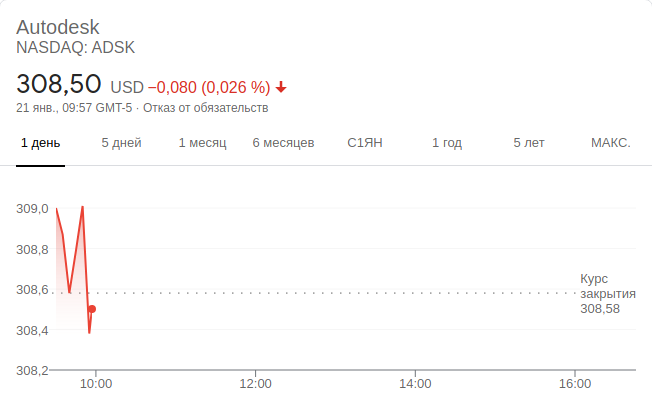 Autodesk
NASDAQ: ADSK
308,50 USD −0,080 (0,026 %)
21 янв., 09:57 GMT-5 · Отказ от обязательств
1 день 5 дней 1 месяц 6 месяцев С1ЯН 1 год 5 лет МАКС.
309,0
308,8
308,6
308,4
308,2
Курс
закрытия
308,58
10:00 12:00 14:00 16:00